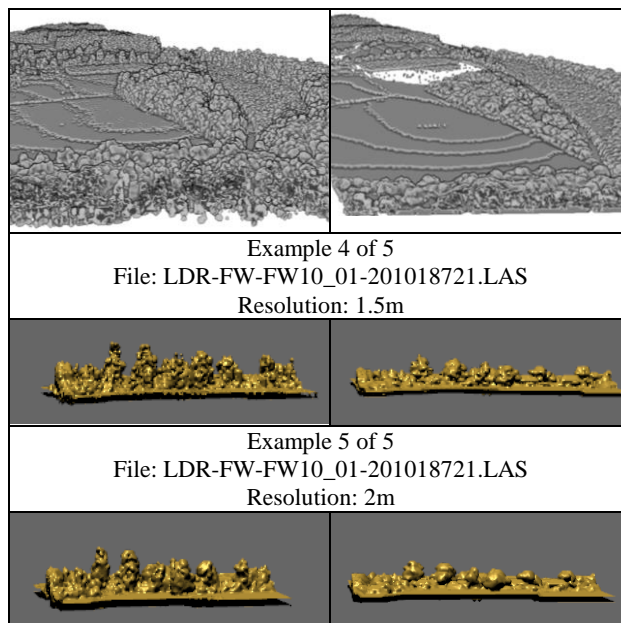 Example 4 of 5
File: LDR-FW-FW10_01-201018721.LAS
Resolution: 1.5m
Example 5 of 5
File: LDR-FW-FW10_01-201018721.LAS
Resolution: 2m